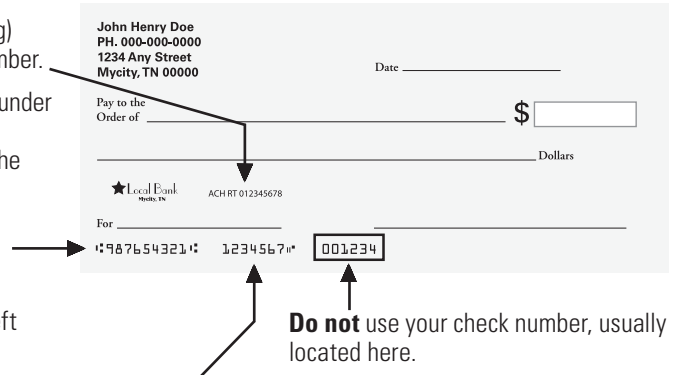 g)
mber.
under
he
ft
John Henry Doe
PH. 000-000-0000
1234 Any Street
Mycity, TN 00000
Date
Pay to the
Order of
$
Dollars
Local Bank
Mycity, TN
ACH RT 012345678
For
⑆987654321⑆ 1234567⑈ 001234
Do not use your check number, usually
located here.